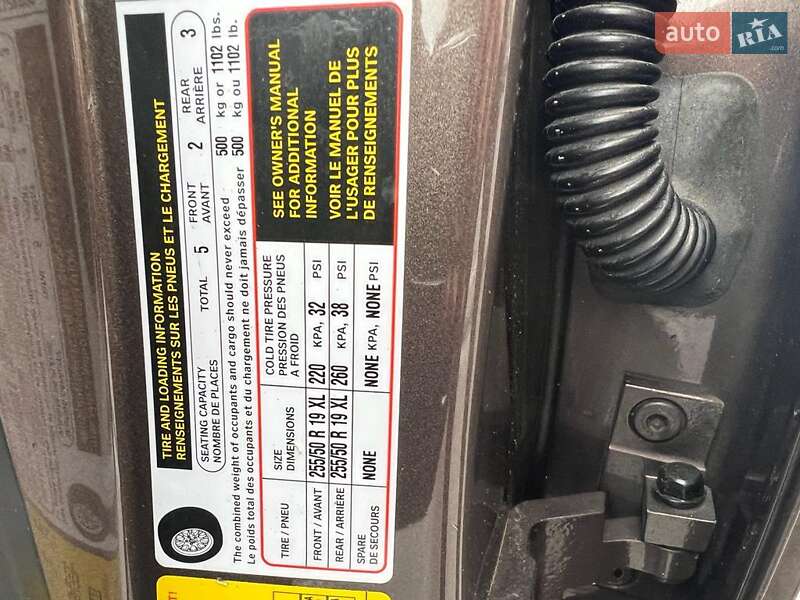 TIRE AND LOADING INFORMATION
RENSEIGNEMENTS SUR LES PNEUS ET LE CHARGEMENT
SEATING CAPACITY
NOMBRE DE PLACES
TOTAL 5
FRONT
AVANT
2
REAR
ARRIÈRE
3
The combined weight of occupants and cargo should never exceed 500 kg or 1102 lbs.
Le poids total des occupants et du chargement ne doit jamais dépasser 500 kg ou 1102 lb.
TIRE / PNEU
SIZE
DIMENSIONS
COLD TIRE PRESSURE
PRESSION DES PNEUS
A FROID
FRONT / AVANT 255/50 R 19 XL 220 KPA, 32 PSI
REAR / ARRIÈRE 255/50 R 19 XL 260 KPA, 38 PSI
SPARE
DE SECOURS
NONE NONE KPA, NONE PSI
SEE OWNER'S MANUAL
FOR ADDITIONAL
INFORMATION
VOIR LE MANUEL DE
L'USAGER POUR PLUS
DE RENSEIGNEMENTS
auto RIA
.com